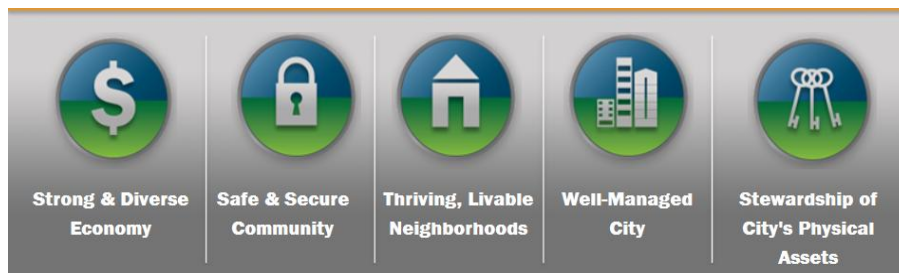 Strong & Diverse
Economy
Safe & Secure
Community
Thriving, Livable
Neighborhoods
Well-Managed
City
Stewardship of
City's Physical
Assets